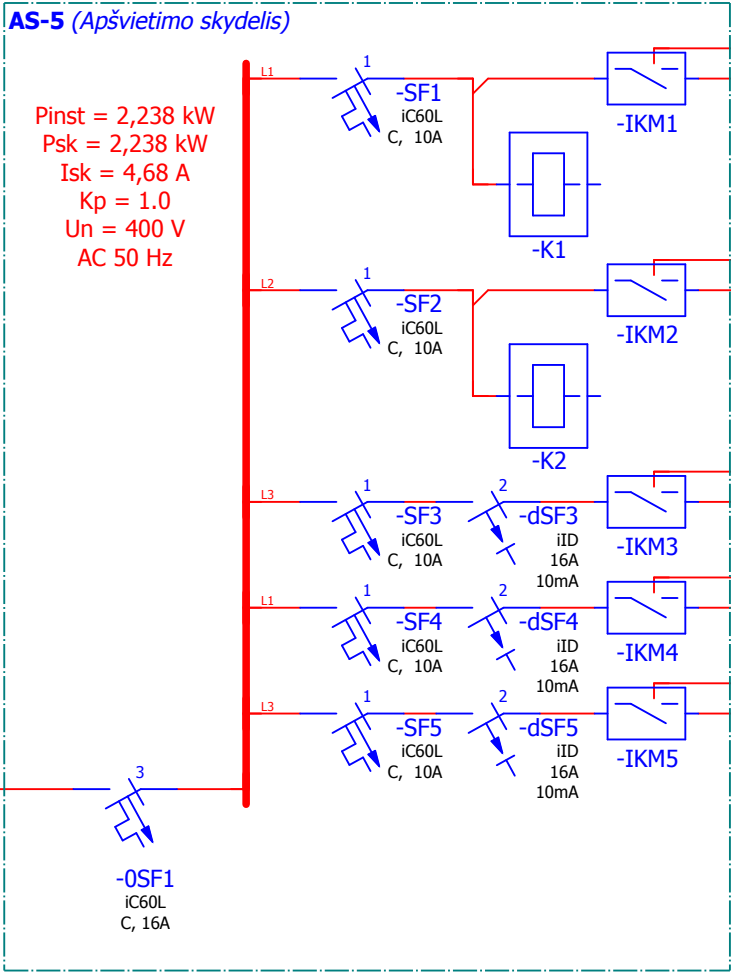 AS-5 (Apšvietimo skydelis)
Pinst = 2,238 kW
Psk = 2,238 kW
Isk = 4,68 A
Kp = 1.0
Un = 400 V
AC 50 Hz
L1
1
-SF1
iC60L
C, 10A
-K1
-IKM1
L2
1
-SF2
iC60L
C, 10A
-K2
-IKM2
L3
1
-SF3
iC60L
C, 10A
2
-dSF3
iID
16A
10mA
-IKM3
L1
1
-SF4
iC60L
C, 10A
2
-dSF4
iID
16A
10mA
-IKM4
L3
1
-SF5
iC60L
C, 10A
2
-dSF5
iID
16A
10mA
-IKM5
3
-0SF1
iC60L
C, 16A